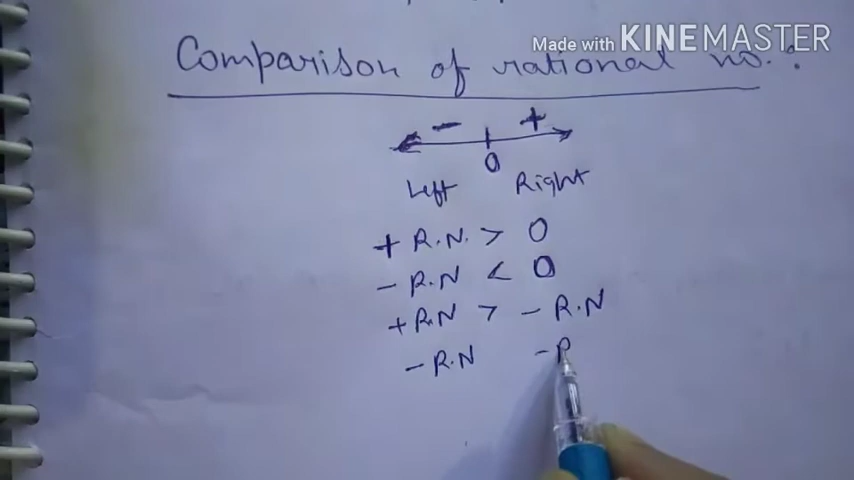 Made with KINEMASTER
Comparison of rational no. :
- +
0
Left Right
+ R.N. > 0
- R.N < 0
+ R.N > - R.N
- R.N - R